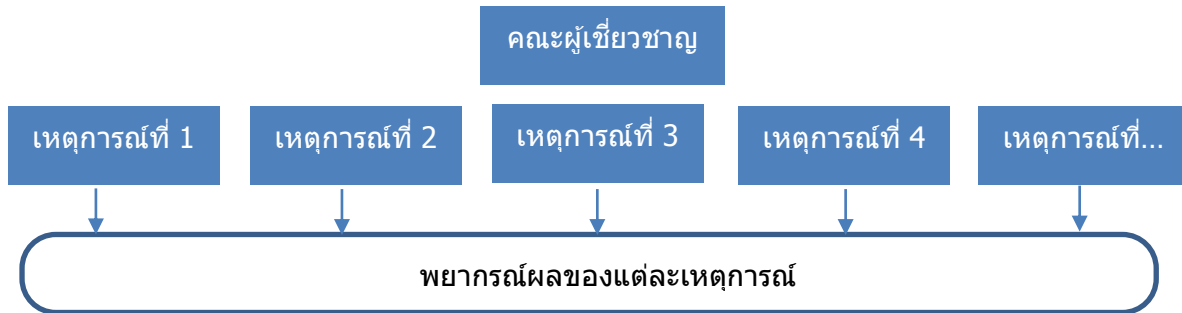 คณะผู้เชี่ยวชาญ
เหตุการณ์ที่ 1
เหตุการณ์ที่ 2
เหตุการณ์ที่ 3
เหตุการณ์ที่ 4
เหตุการณ์ที่...
พยากรณ์ผลของแต่ละเหตุการณ์